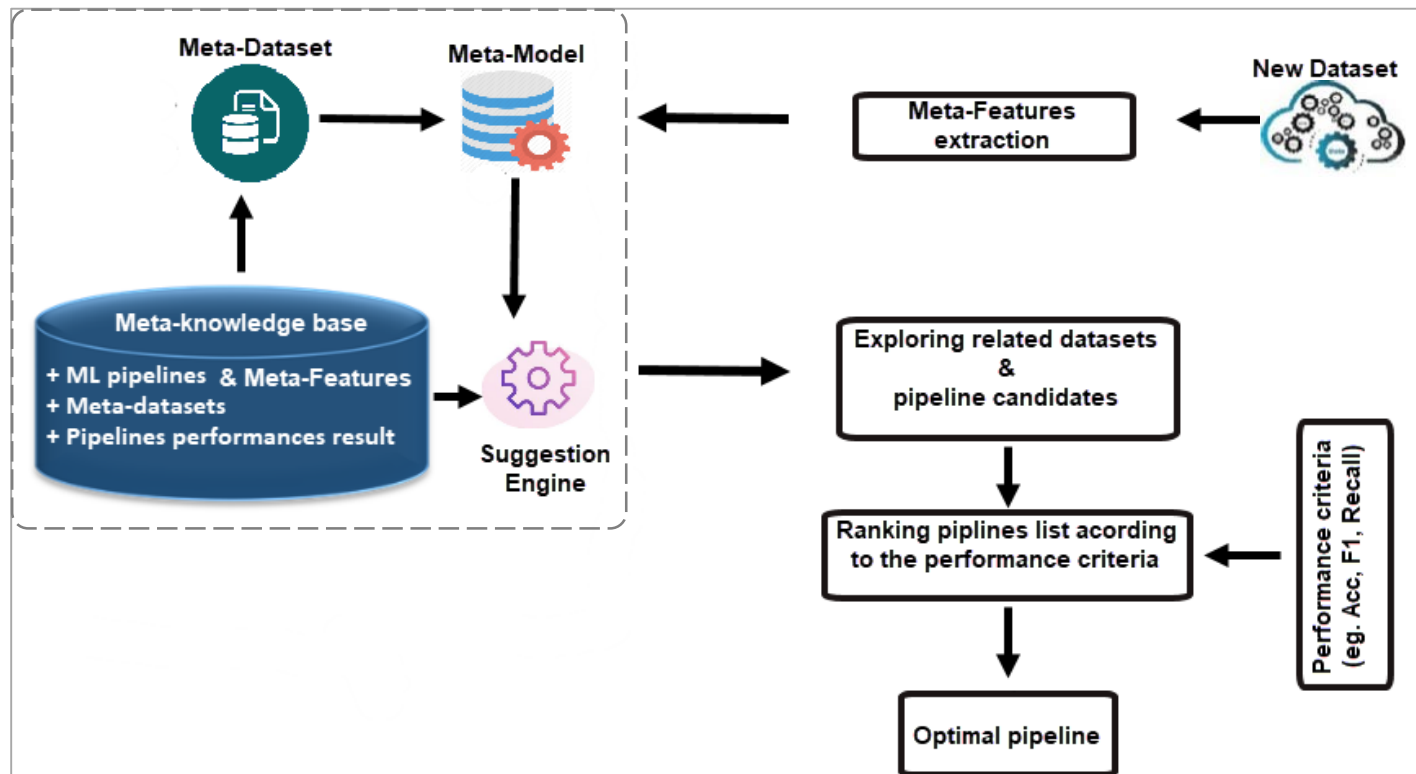 Meta-Dataset
Meta-Model
New Dataset
Meta-Features
extraction
Meta-knowledge base
+ ML pipelines & Meta-Features
+ Meta-datasets
+ Pipelines performances result
Suggestion
Engine
Exploring related datasets
&
pipeline candidates
Ranking piplines list acording
to the performance criteria
Performance criteria
(eg. Acc, F1, Recall)
Optimal pipeline